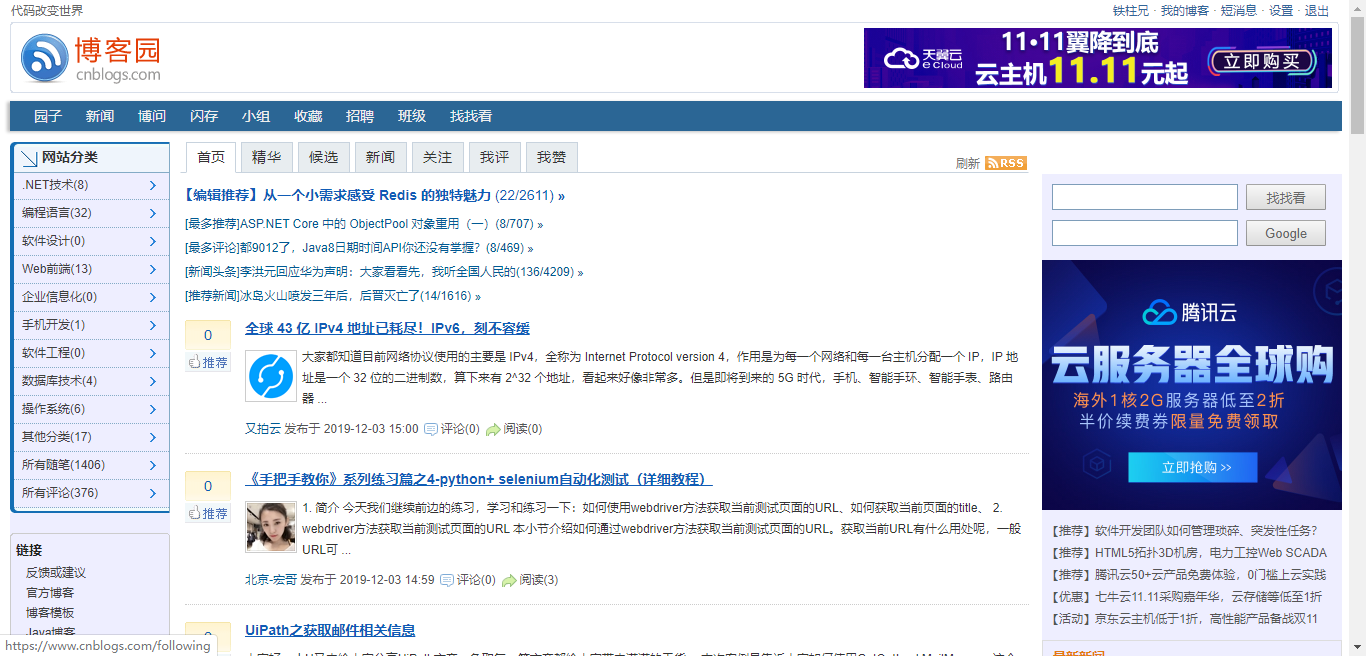 代码改变世界
铁柱兄 · 我的博客 · 短消息 · 设置 · 退出
博客园
cnblogs.com
天翼云
e Cloud
11·11翼降到底
云主机11.11元起
立即购买
园子 新闻 博问 闪存 小组 收藏 招聘 班级 找找看
网站分类
.NET技术(8)
编程语言(32)
软件设计(0)
Web前端(13)
企业信息化(0)
手机开发(1)
软件工程(0)
数据库技术(4)
操作系统(6)
其他分类(17)
所有随笔(1406)
所有评论(376)
链接
反馈或建议
官方博客
博客模板
Java博客
https://www.cnblogs.com/following
首页 精华 候选 新闻 关注 我评 我赞
刷新 RSS
【编辑推荐】从一个小需求感受 Redis 的独特魅力 (22/2611) »
[最多推荐]ASP.NET Core 中的 ObjectPool 对象重用（一）(8/707) »
[最多评论]都9012了，Java8日期时间API你还没有掌握？(8/469) »
[新闻头条]李洪元回应华为声明：大家看看先，我听全国人民的(136/4209) »
[推荐新闻]冰岛火山喷发三年后，后晋灭亡了(14/1616) »
0
推荐
全球 43 亿 IPv4 地址已耗尽！IPv6，刻不容缓
大家都知道目前网络协议使用的主要是 IPv4，全称为 Internet Protocol version 4，作用是为每一个网络和每一台主机分配一个 IP，IP 地
址是一个 32 位的二进制数，算下来有 2^32 个地址，看起来好像非常多。但是即将到来的 5G 时代，手机、智能手环、智能手表、路由
器 ...
又拍云 发布于 2019-12-03 15:00 评论(0) 阅读(0)
0
推荐
《手把手教你》系列练习篇之4-python+ selenium自动化测试（详细教程）
1. 简介 今天我们继续前边的练习，学习和练习一下：如何使用webdriver方法获取当前测试页面的URL、如何获取当前页面的title、 2.
webdriver方法获取当前测试页面的URL 本小节介绍如何通过webdriver方法获取当前测试页面的URL。获取当前URL有什么用处呢，一般
URL可 ...
北京-宏哥 发布于 2019-12-03 14:59 评论(0) 阅读(3)
UiPath之获取邮件相关信息
找找看
Google
腾讯云
云服务器全球购
海外1核2G服务器低至2折
半价续费券限量免费领取
立即抢购 >>
【推荐】软件开发团队如何管理琐碎、突发性任务？
【推荐】HTML5拓扑3D机房，电力工控Web SCADA
【推荐】腾讯云50+云产品免费体验，0门槛上云实践
【优惠】七牛云11.11采购嘉年华，云存储等低至1折
【活动】京东云主机低于1折，高性能产品备战双11
最新新闻